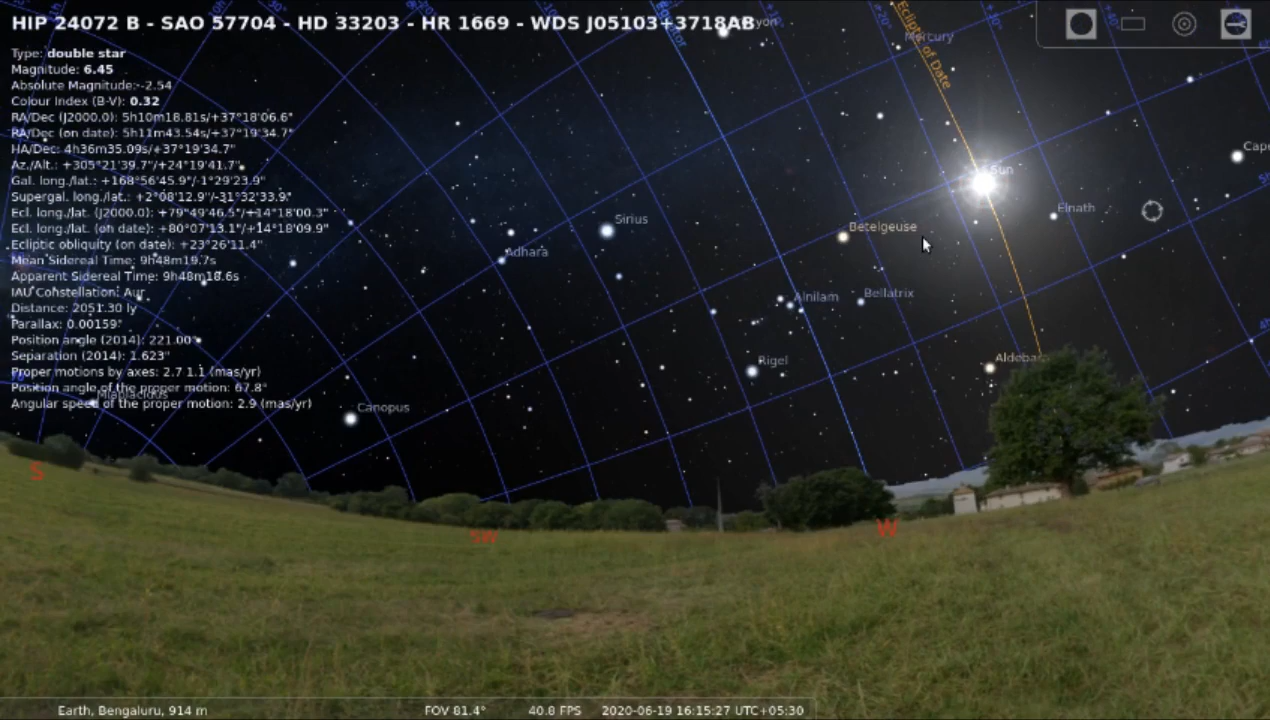 HIP 24072 B - SAO 57704 - HD 33203 - HR 1669 - WDS J05103+3718AB
Type: double star
Magnitude: 6.45
Absolute Magnitude: -2.54
Colour Index (B-V): 0.32
RA/Dec (J2000.0): 5h10m18.81s/+37°18'06.6"
RA/Dec (on date): 5h11m43.54s/+37°19'34.7"
HA/Dec: 4h36m35.09s/+37°19'34.7"
Az./Alt.: +305°21'39.7"/+24°19'41.7"
Gal. long./lat.: +168°56'45.9"/-1°29'23.9"
Supergal. long./lat.: +2°08'12.9"/-31°32'33.9"
Ecl. long./lat. (J2000.0): +79°49'46.5"/+14°18'00.3"
Ecl. long./lat. (on date): +80°07'13.1"/+14°18'09.9"
Ecliptic obliquity (on date): +23°26'11.4"
Mean Sidereal Time: 9h48m19.7s
Apparent Sidereal Time: 9h48m18.6s
IAU Constellation: Aur
Distance: 2051.30 ly
Parallax: 0.00159"
Position angle (2014): 221.00°
Separation (2014): 1.623"
Proper motions by axes: 2.7 1.1 (mas/yr)
Position angle of the proper motion: 67.8°
Angular speed of the proper motion: 2.9 (mas/yr)
Mercury
Ecliptic of Date
Sun
Elnath
Betelgeuse
Sirius
Adhara
Alnilam
Bellatrix
Rigel
Aldebar
Canopus
Miaplacidus
S
SW
W
Earth, Bengaluru, 914 m
FOV 81.4°
40.8 FPS
2020-06-19 16:15:27 UTC+05:30